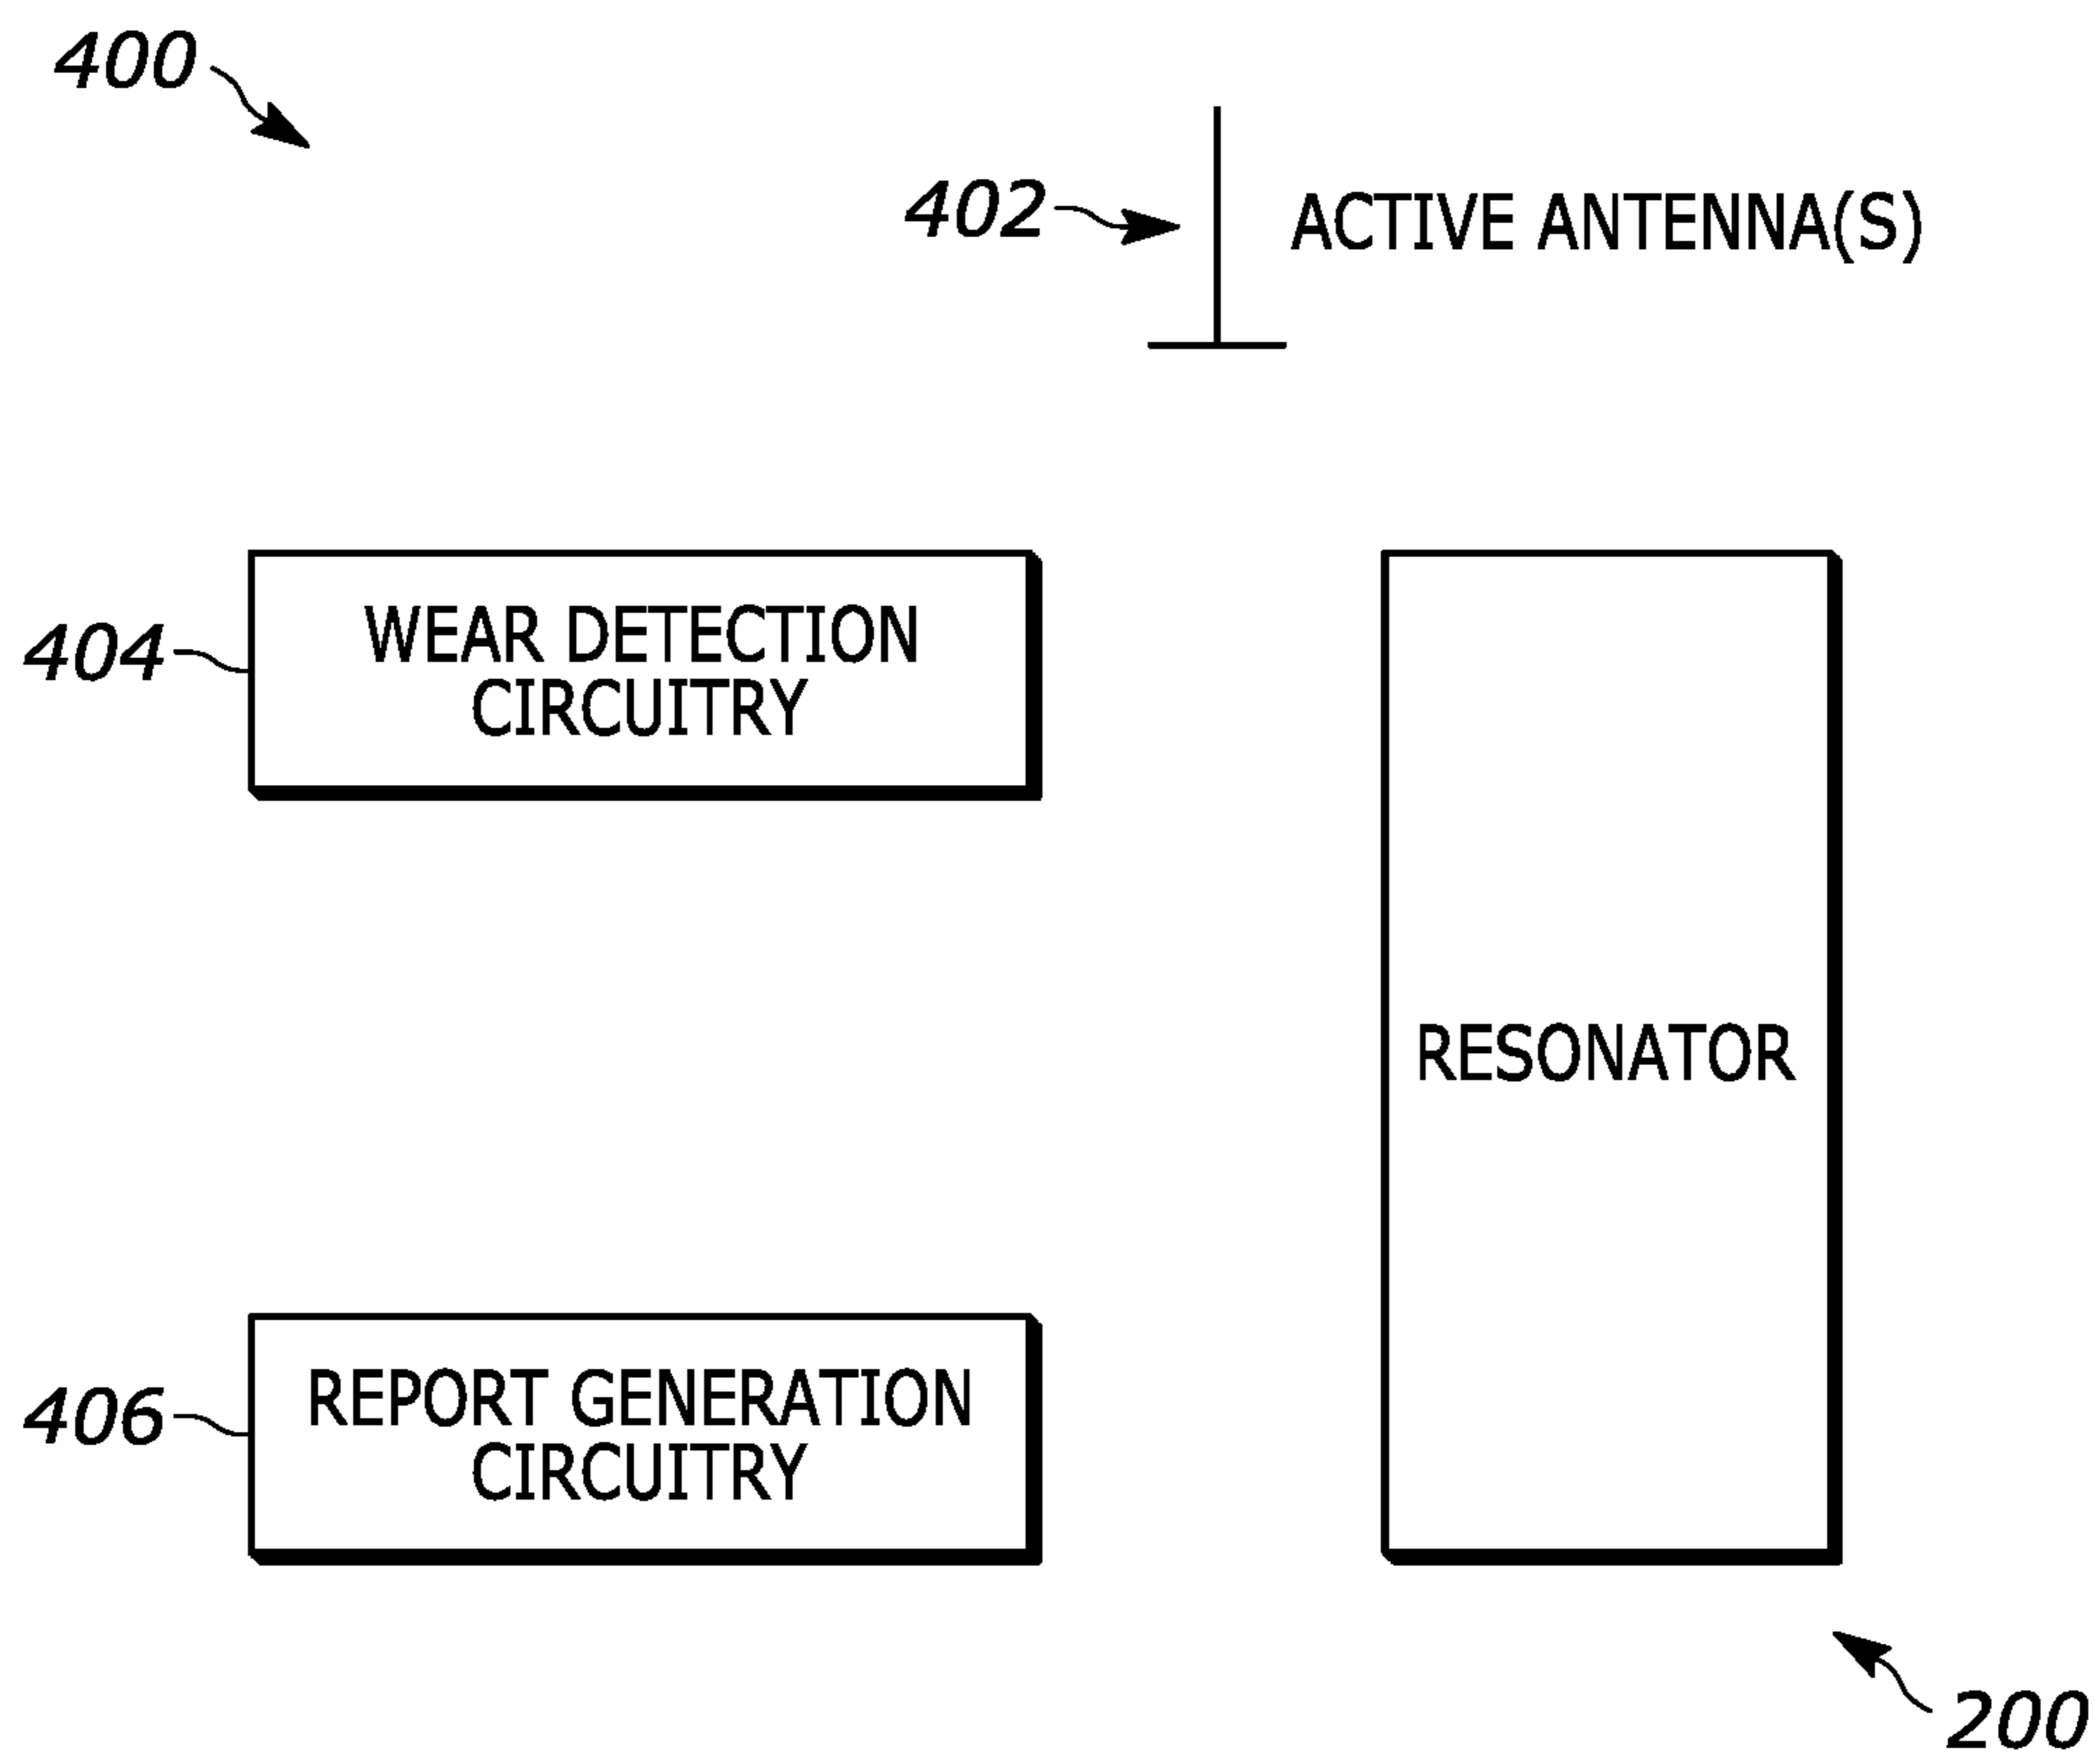 400
402
ACTIVE ANTENNA(S)
404
WEAR DETECTION
CIRCUITRY
RESONATOR
406
REPORT GENERATION
CIRCUITRY
200